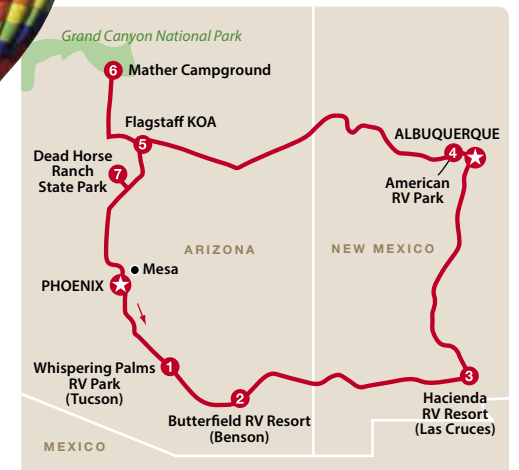 Grand Canyon National Park
6
Mather Campground
Flagstaff KOA
5
ALBUQUERQUE
4
Dead Horse
Ranch
State Park
7
American
RV Park
ARIZONA
NEW MEXICO
Mesa
PHOENIX
Whispering Palms
RV Park
(Tucson)
1
2
Butterfield RV Resort
(Benson)
3
Hacienda
RV Resort
(Las Cruces)
MEXICO